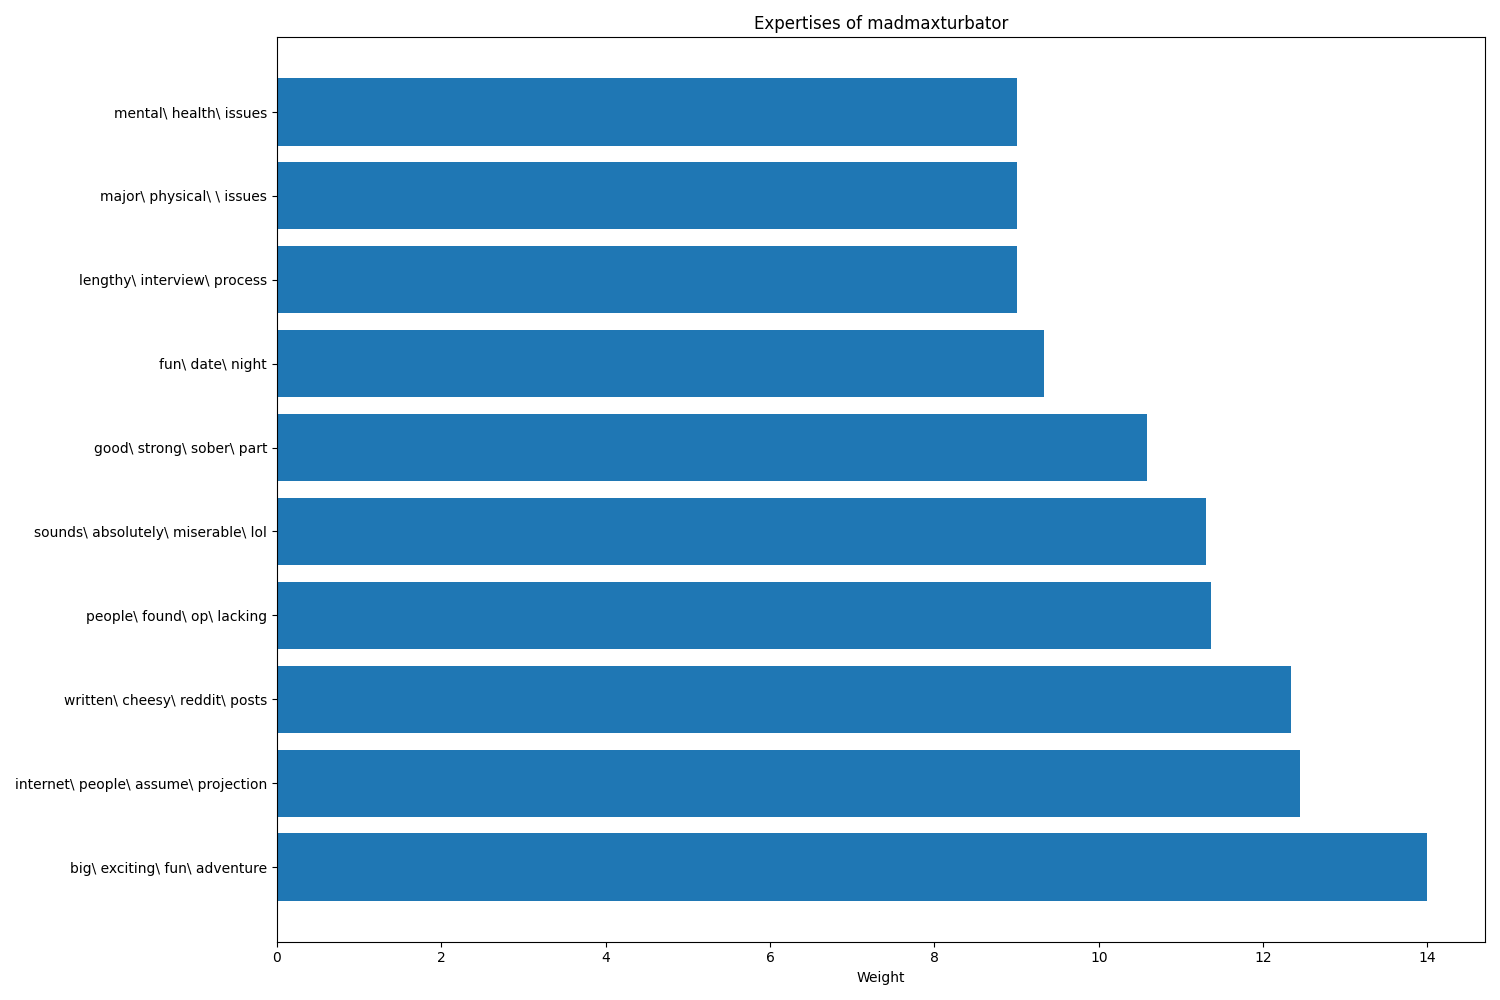 Expertises of madmaxturbator
mental\ health\ issues
major\ physical\ \ issues
lengthy\ interview\ process
fun\ date\ night
good\ strong\ sober\ part
sounds\ absolutely\ miserable\ lol
people\ found\ op\ lacking
written\ cheesy\ reddit\ posts
internet\ people\ assume\ projection
big\ exciting\ fun\ adventure
0 2 4 6 8 10 12 14
Weight